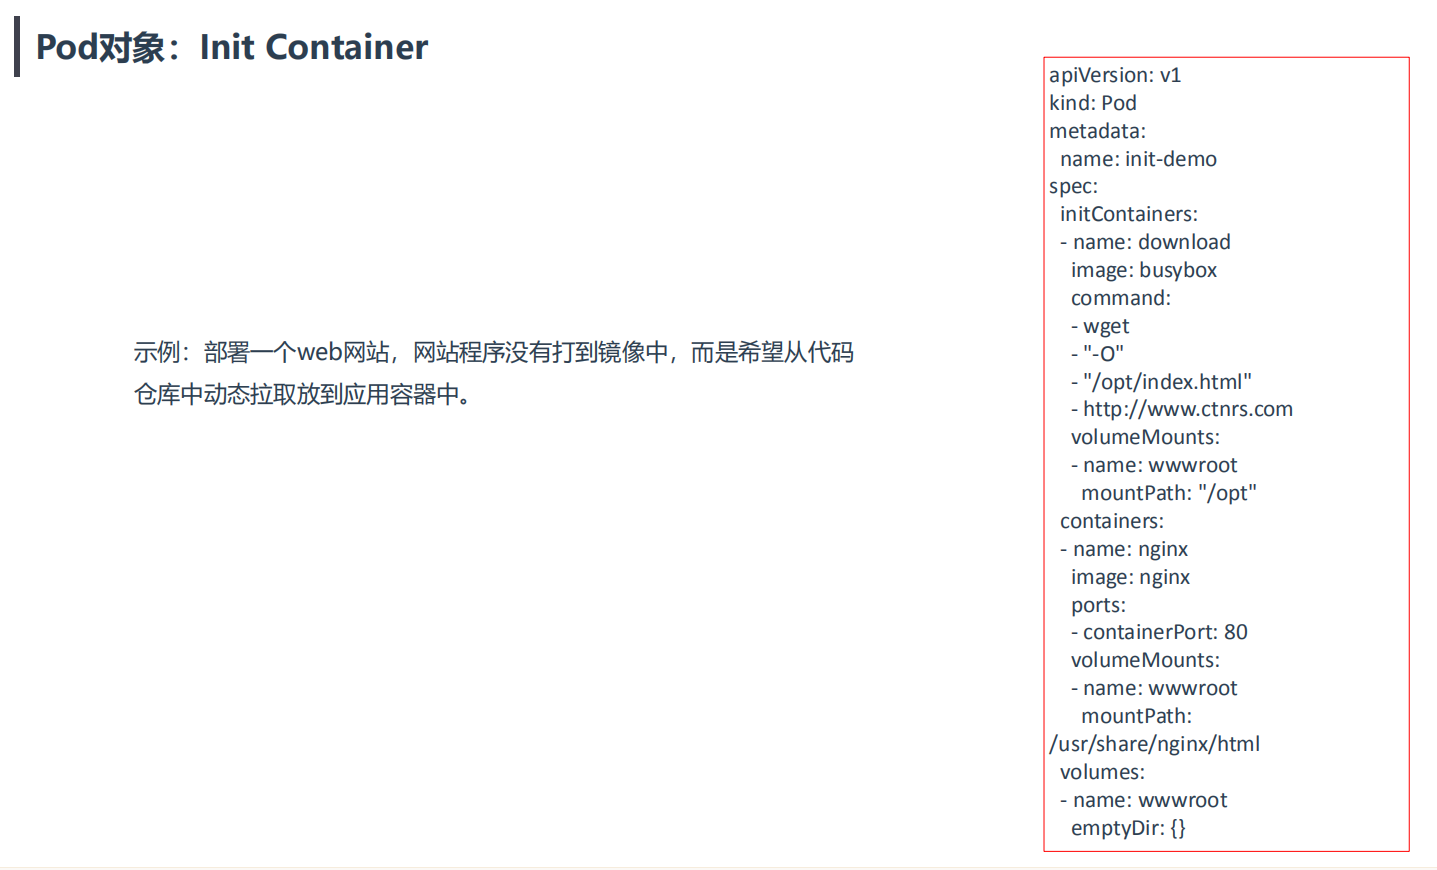 Pod对象：Init Container
示例：部署一个web网站，网站程序没有打到镜像中，而是希望从代码
仓库中动态拉取放到应用容器中。
apiVersion: v1
kind: Pod
metadata:
  name: init-demo
spec:
  initContainers:
  - name: download
    image: busybox
    command:
    - wget
    - "-O"
    - "/opt/index.html"
    - http://www.ctnrs.com
    volumeMounts:
    - name: wwwroot
      mountPath: "/opt"
  containers:
  - name: nginx
    image: nginx
    ports:
    - containerPort: 80
    volumeMounts:
    - name: wwwroot
      mountPath:
/usr/share/nginx/html
  volumes:
  - name: wwwroot
    emptyDir: {}